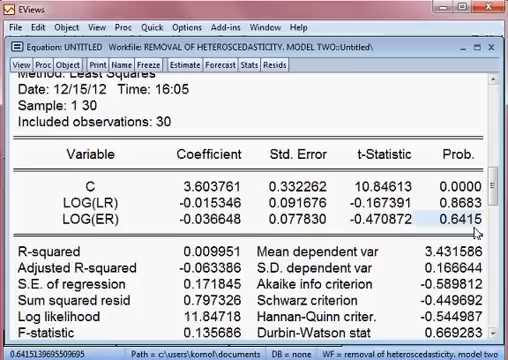 EViews
File Edit Object View Proc Quick Options Add-ins Window Help
Equation: UNTITLED Workfile: REMOVAL OF HETEROSCEDASTICITY. MODEL TWO::Untitled\
View Proc Object Print Name Freeze Estimate Forecast Stats Resids
Method: Least Squares
Date: 12/15/12 Time: 16:05
Sample: 1 30
Included observations: 30
Variable Coefficient Std. Error t-Statistic Prob.
C 3.603761 0.332262 10.84613 0.0000
LOG(LR) -0.015346 0.091676 -0.167391 0.8683
LOG(ER) -0.036648 0.077830 -0.470872 0.6415
R-squared 0.009951 Mean dependent var 3.431586
Adjusted R-squared -0.063386 S.D. dependent var 0.166644
S.E. of regression 0.171845 Akaike info criterion -0.589812
Sum squared resid 0.797326 Schwarz criterion -0.449692
Log likelihood 11.84718 Hannan-Quinn criter. -0.544987
F-statistic 0.135686 Durbin-Watson stat 0.669283
0.6415139695509695 Path = c:\users\komol\documents DB = none WF = removal of heteroscedasticity. model two